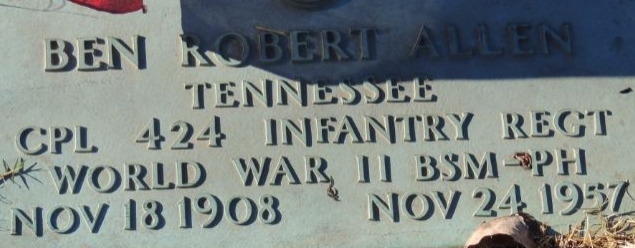 BEN ROBERT ALLEN
TENNESSEE
CPL 424 INFANTRY REGT
WORLD WAR II BSM-PH
NOV 18 1908 NOV 24 1957